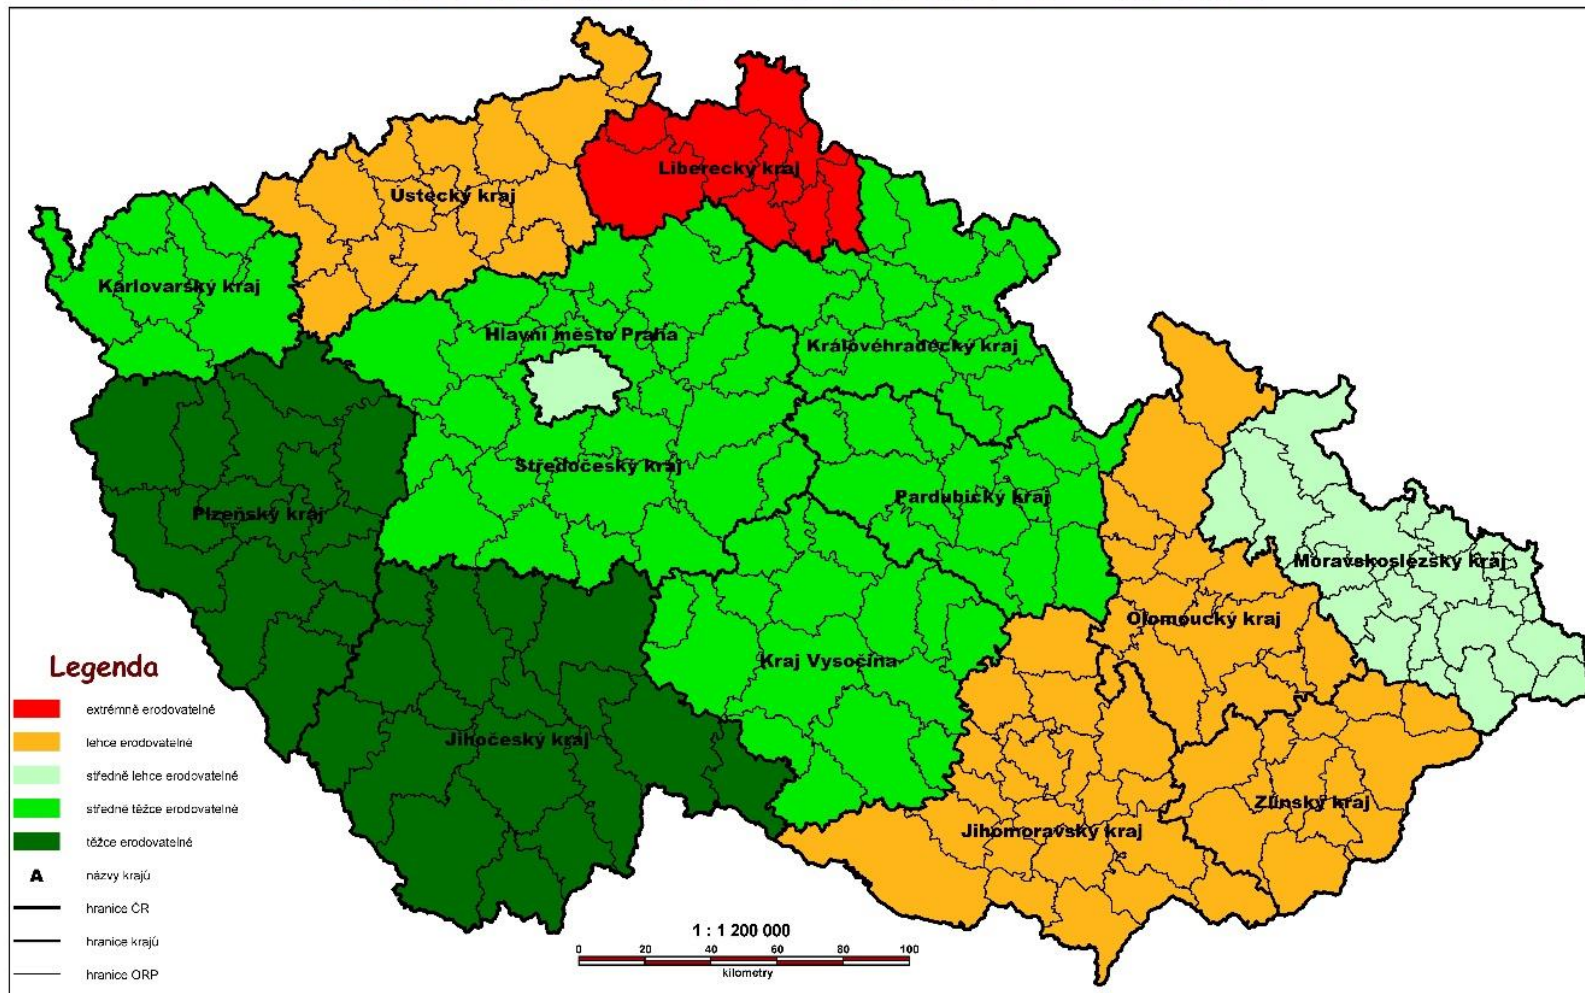 Liberecký kraj
Ústecký kraj
Karlovarský kraj
Hlavní město Praha
Královéhradecký kraj
Středočeský kraj
Pardubický kraj
Plzeňský kraj
Moravskoslezský kraj
Olomoucký kraj
Kraj Vysočina
Jihočeský kraj
Zlínský kraj
Jihomoravský kraj
Legenda
extrémně erodovatelné
lehce erodovatelné
středně lehce erodovatelné
středně těžce erodovatelné
těžce erodovatelné
A názvy krajů
hranice ČR
hranice krajů
hranice ORP
1 : 1 200 000
0 20 40 60 80 100
kilometry